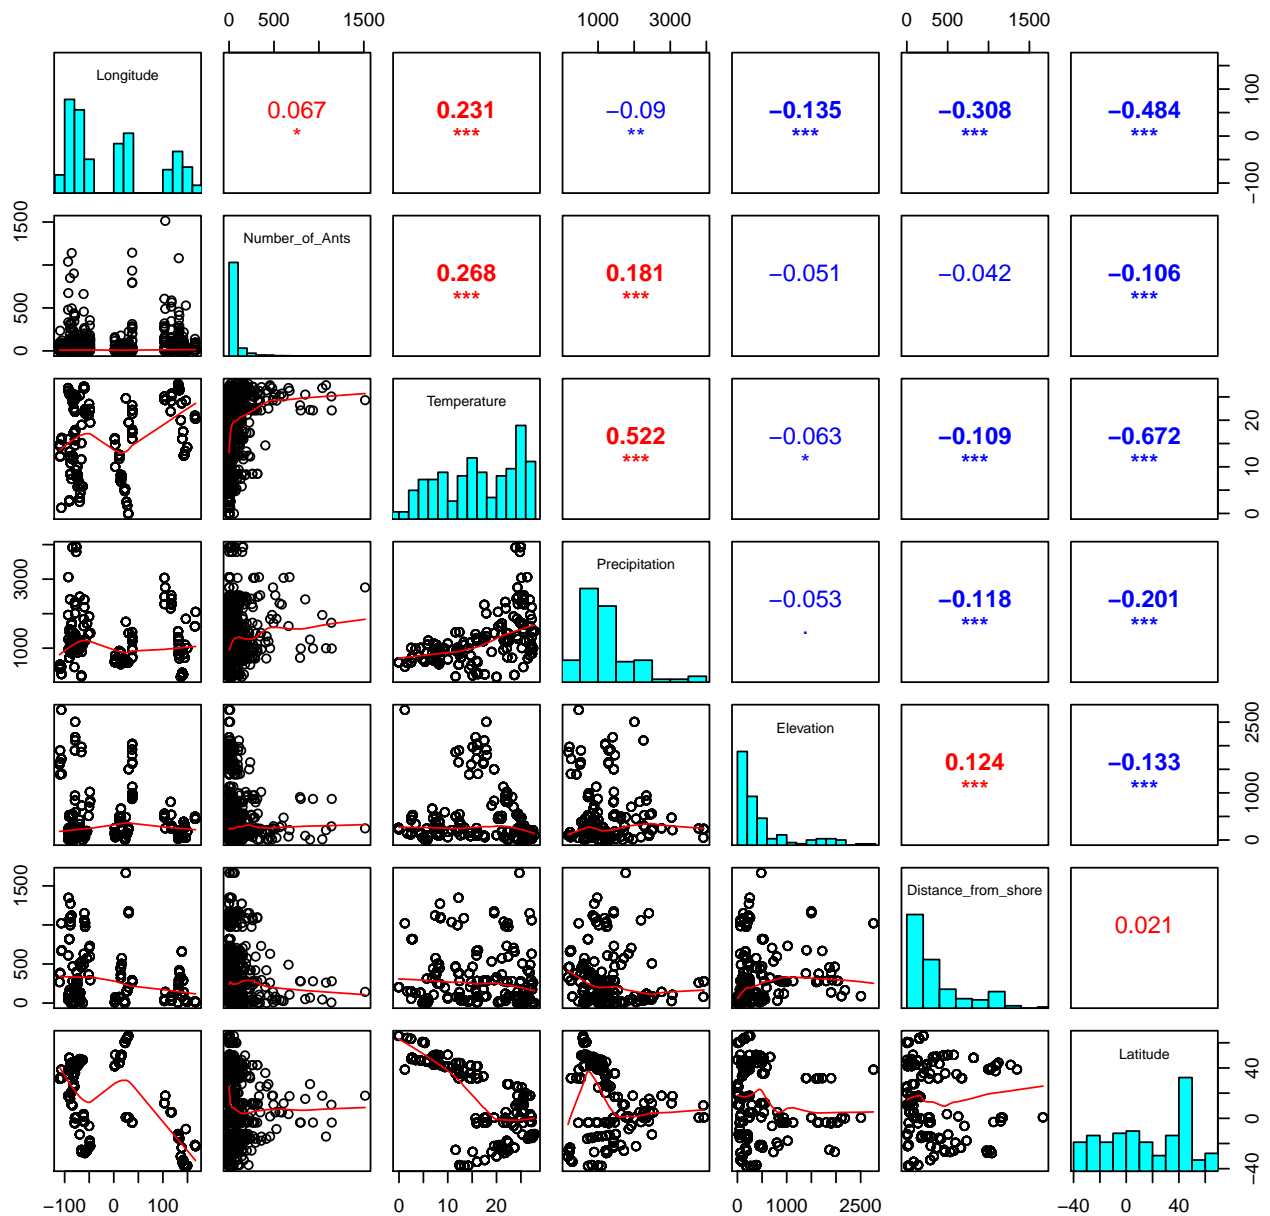 0 500 1500
1000 3000
0 500 1500
Longitude
0.067
*
0.231
***
−0.09
**
−0.135
***
−0.308
***
−0.484
***
−100 0 100
0 500 1500
Number_of_Ants
0.268
***
0.181
***
−0.051
−0.042
−0.106
***
Temperature
0.522
***
−0.063
*
−0.109
***
−0.672
***
0 10 20
1000 3000
Precipitation
−0.053
.
−0.118
***
−0.201
***
Elevation
0.124
***
−0.133
***
0 1000 2500
0 500 1500
Distance_from_shore
0.021
Latitude
−40 0 40
−100 0 100
0 10 20
0 1000 2500
−40 0 40